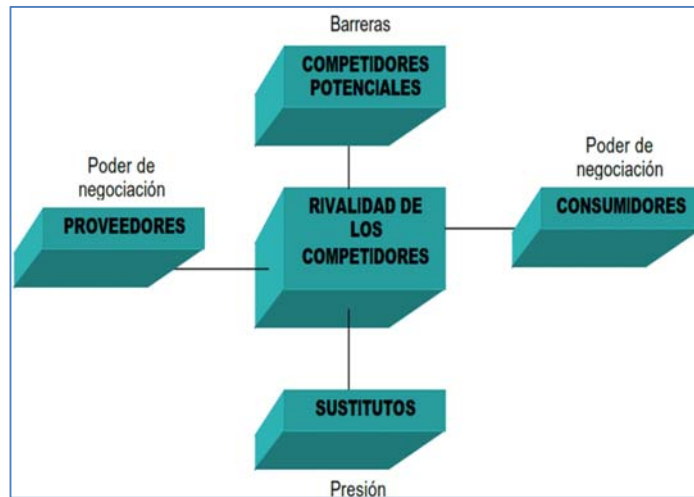 Barreras
COMPETIDORES
POTENCIALES
Poder de
negociación
PROVEEDORES
RIVALIDAD DE
LOS
COMPETIDORES
Poder de
negociación
CONSUMIDORES
SUSTITUTOS
Presión